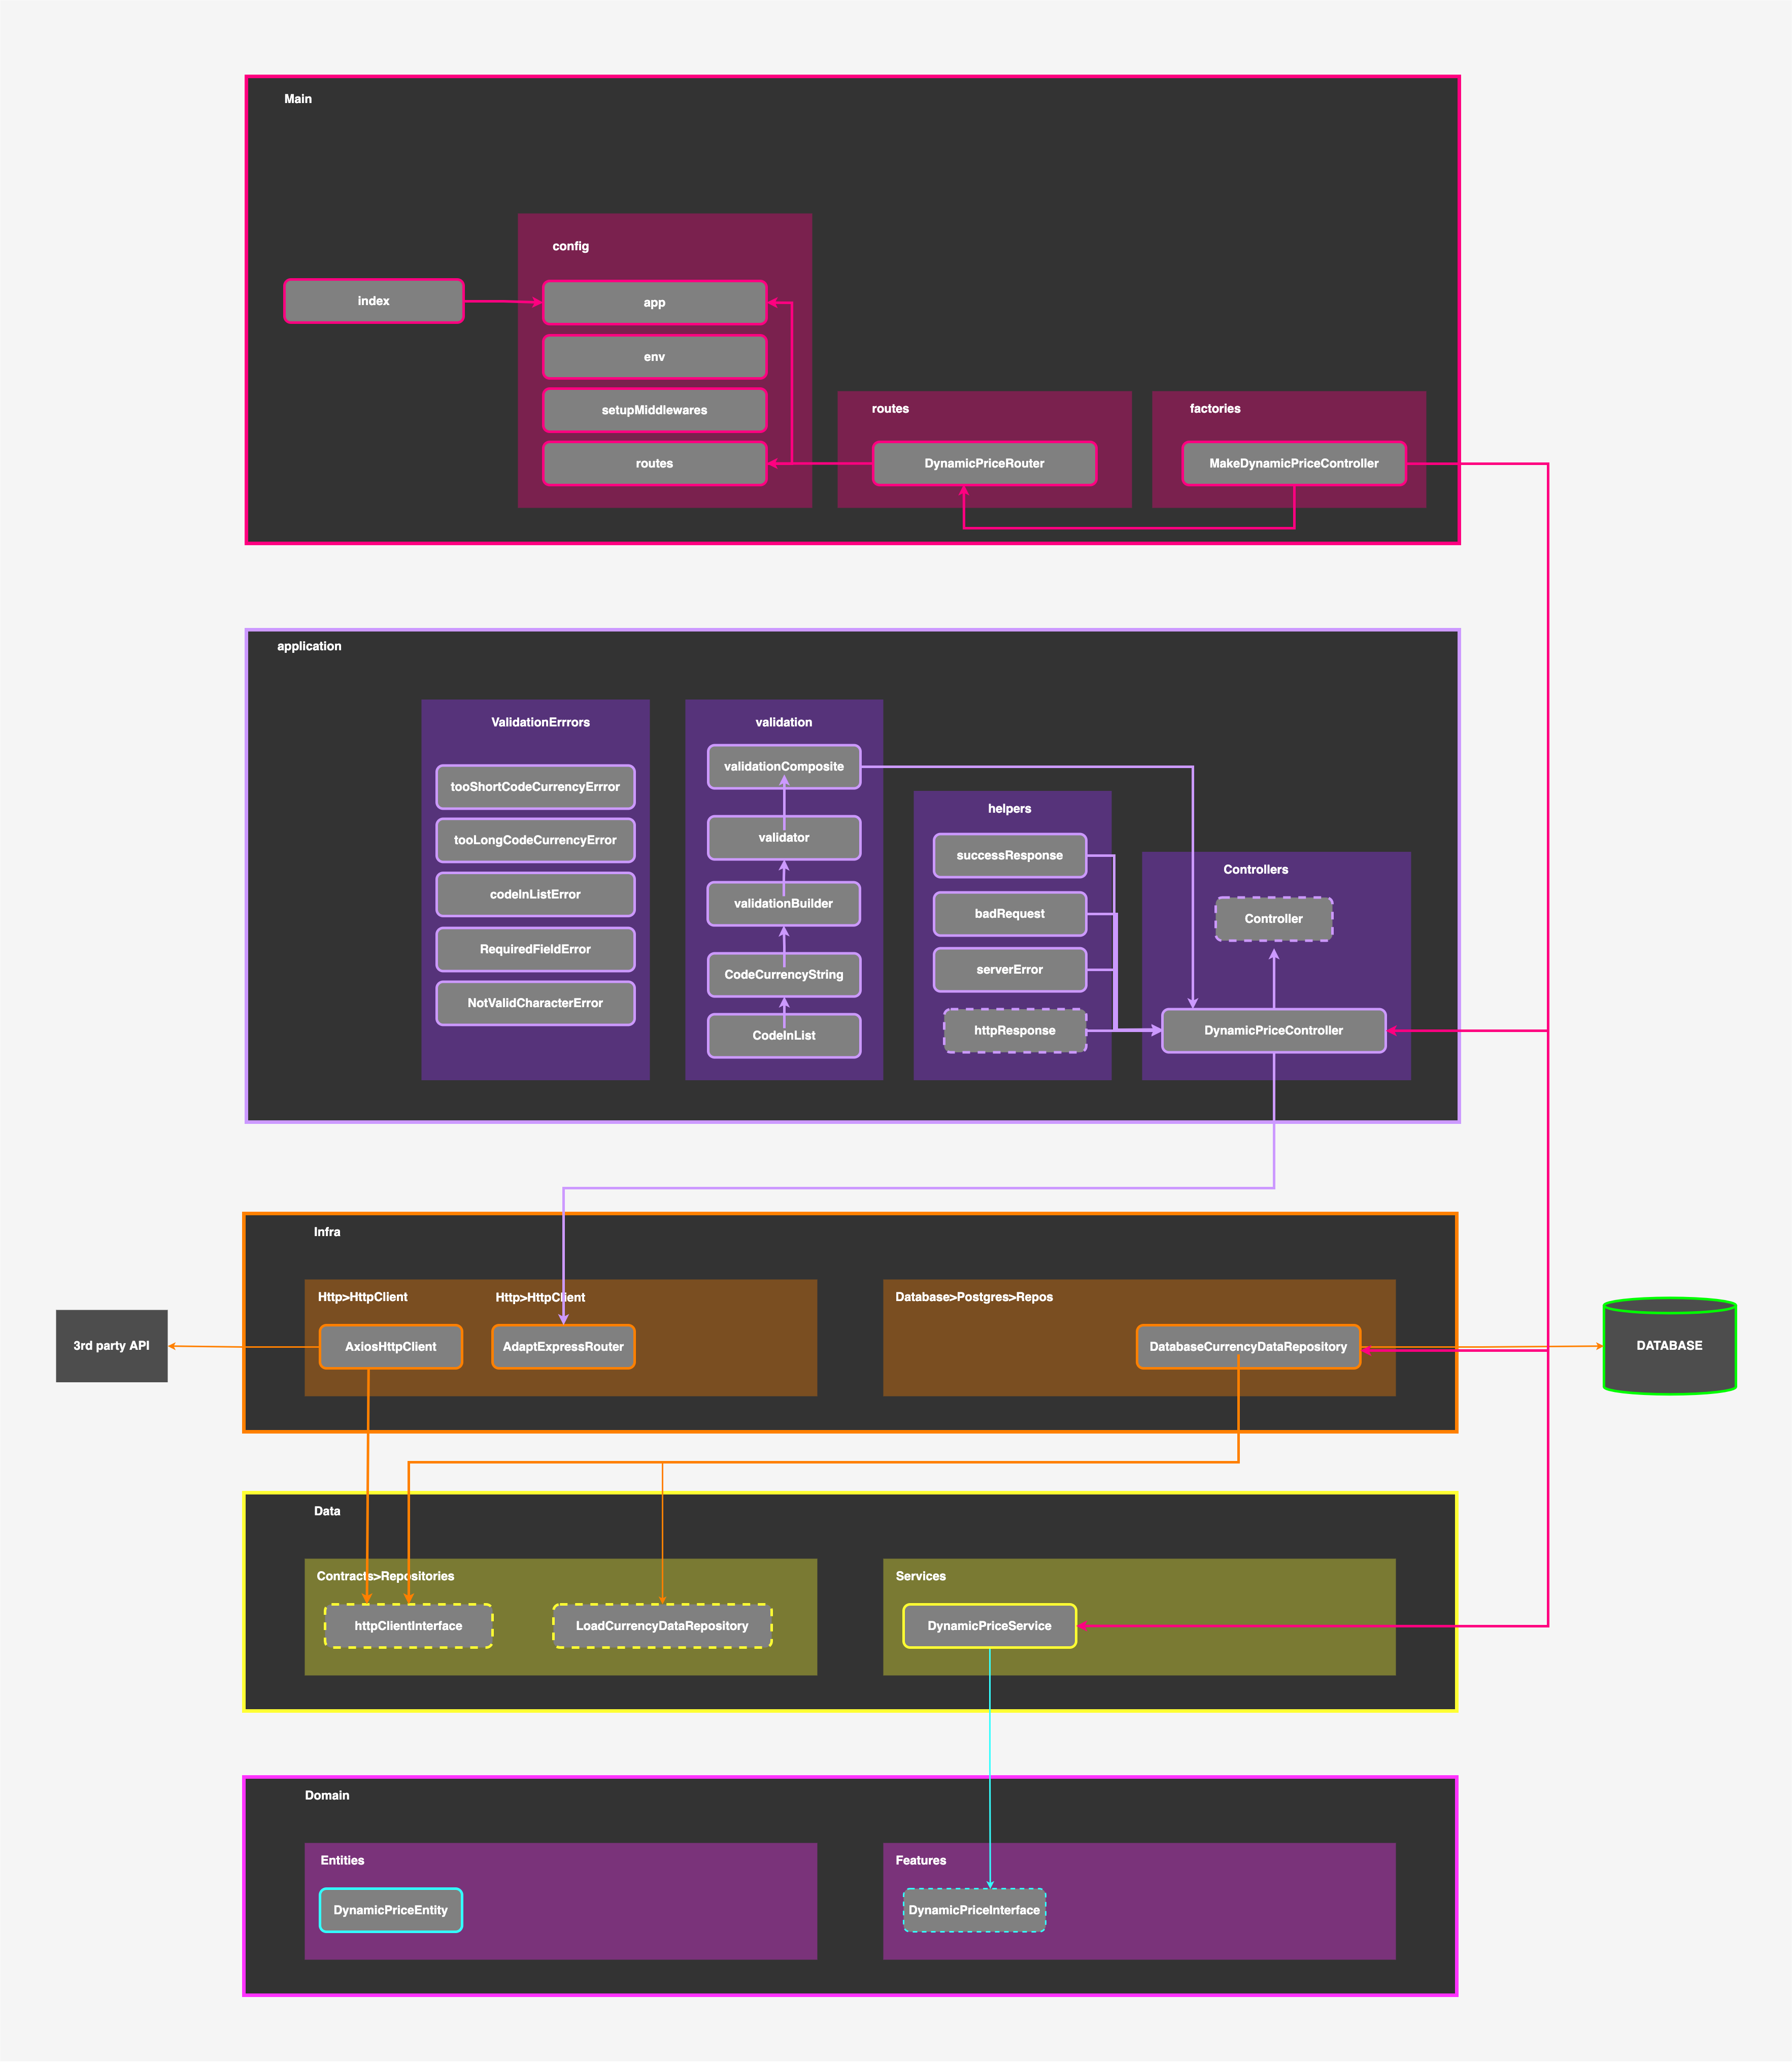 Main
config
index
app
env
setupMiddlewares
routes
routes
DynamicPriceRouter
factories
MakeDynamicPriceController
application
ValidationErrrors
tooShortCodeCurrencyErrror
tooLongCodeCurrencyError
codeInListError
RequiredFieldError
NotValidCharacterError
validation
validationComposite
validator
validationBuilder
CodeCurrencyString
CodeInList
helpers
successResponse
badRequest
serverError
httpResponse
Controllers
Controller
DynamicPriceController
Infra
Http>HttpClient
AxiosHttpClient
Http>HttpClient
AdaptExpressRouter
Database>Postgres>Repos
DatabaseCurrencyDataRepository
3rd party API
DATABASE
Data
Contracts>Repositories
httpClientInterface
LoadCurrencyDataRepository
Services
DynamicPriceService
Domain
Entities
DynamicPriceEntity
Features
DynamicPriceInterface